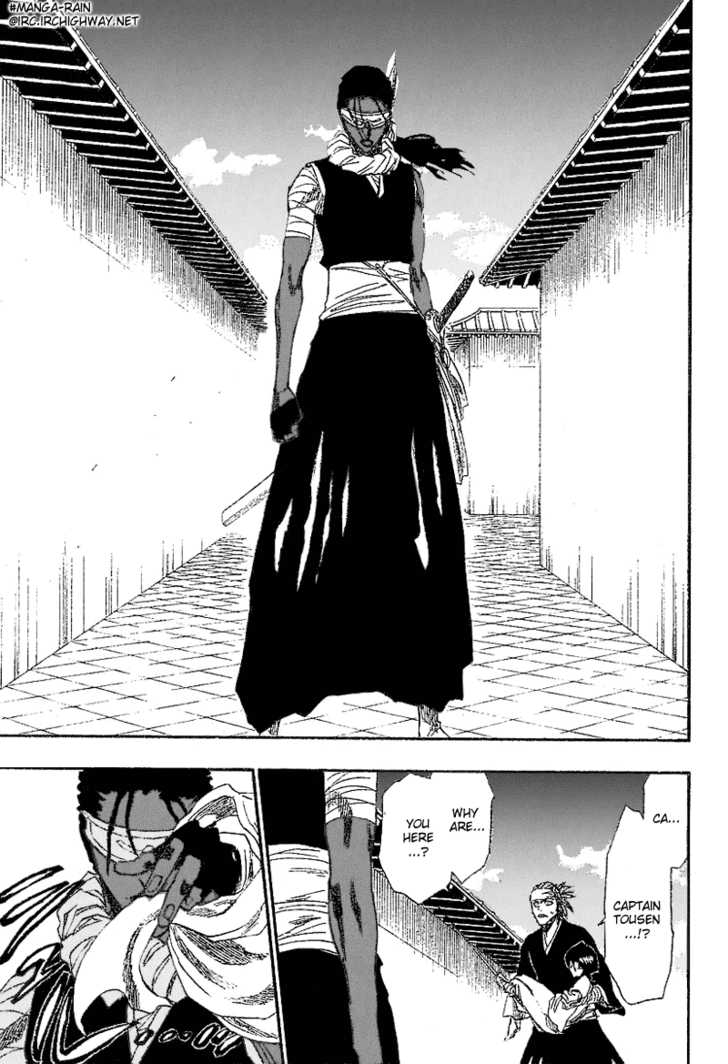 #MANGA-RAIN
@IRC.IRCHIGHWAY.NET
CA...
CAPTAIN
TOUSEN
...!?
WHY
ARE...
YOU
HERE
...?